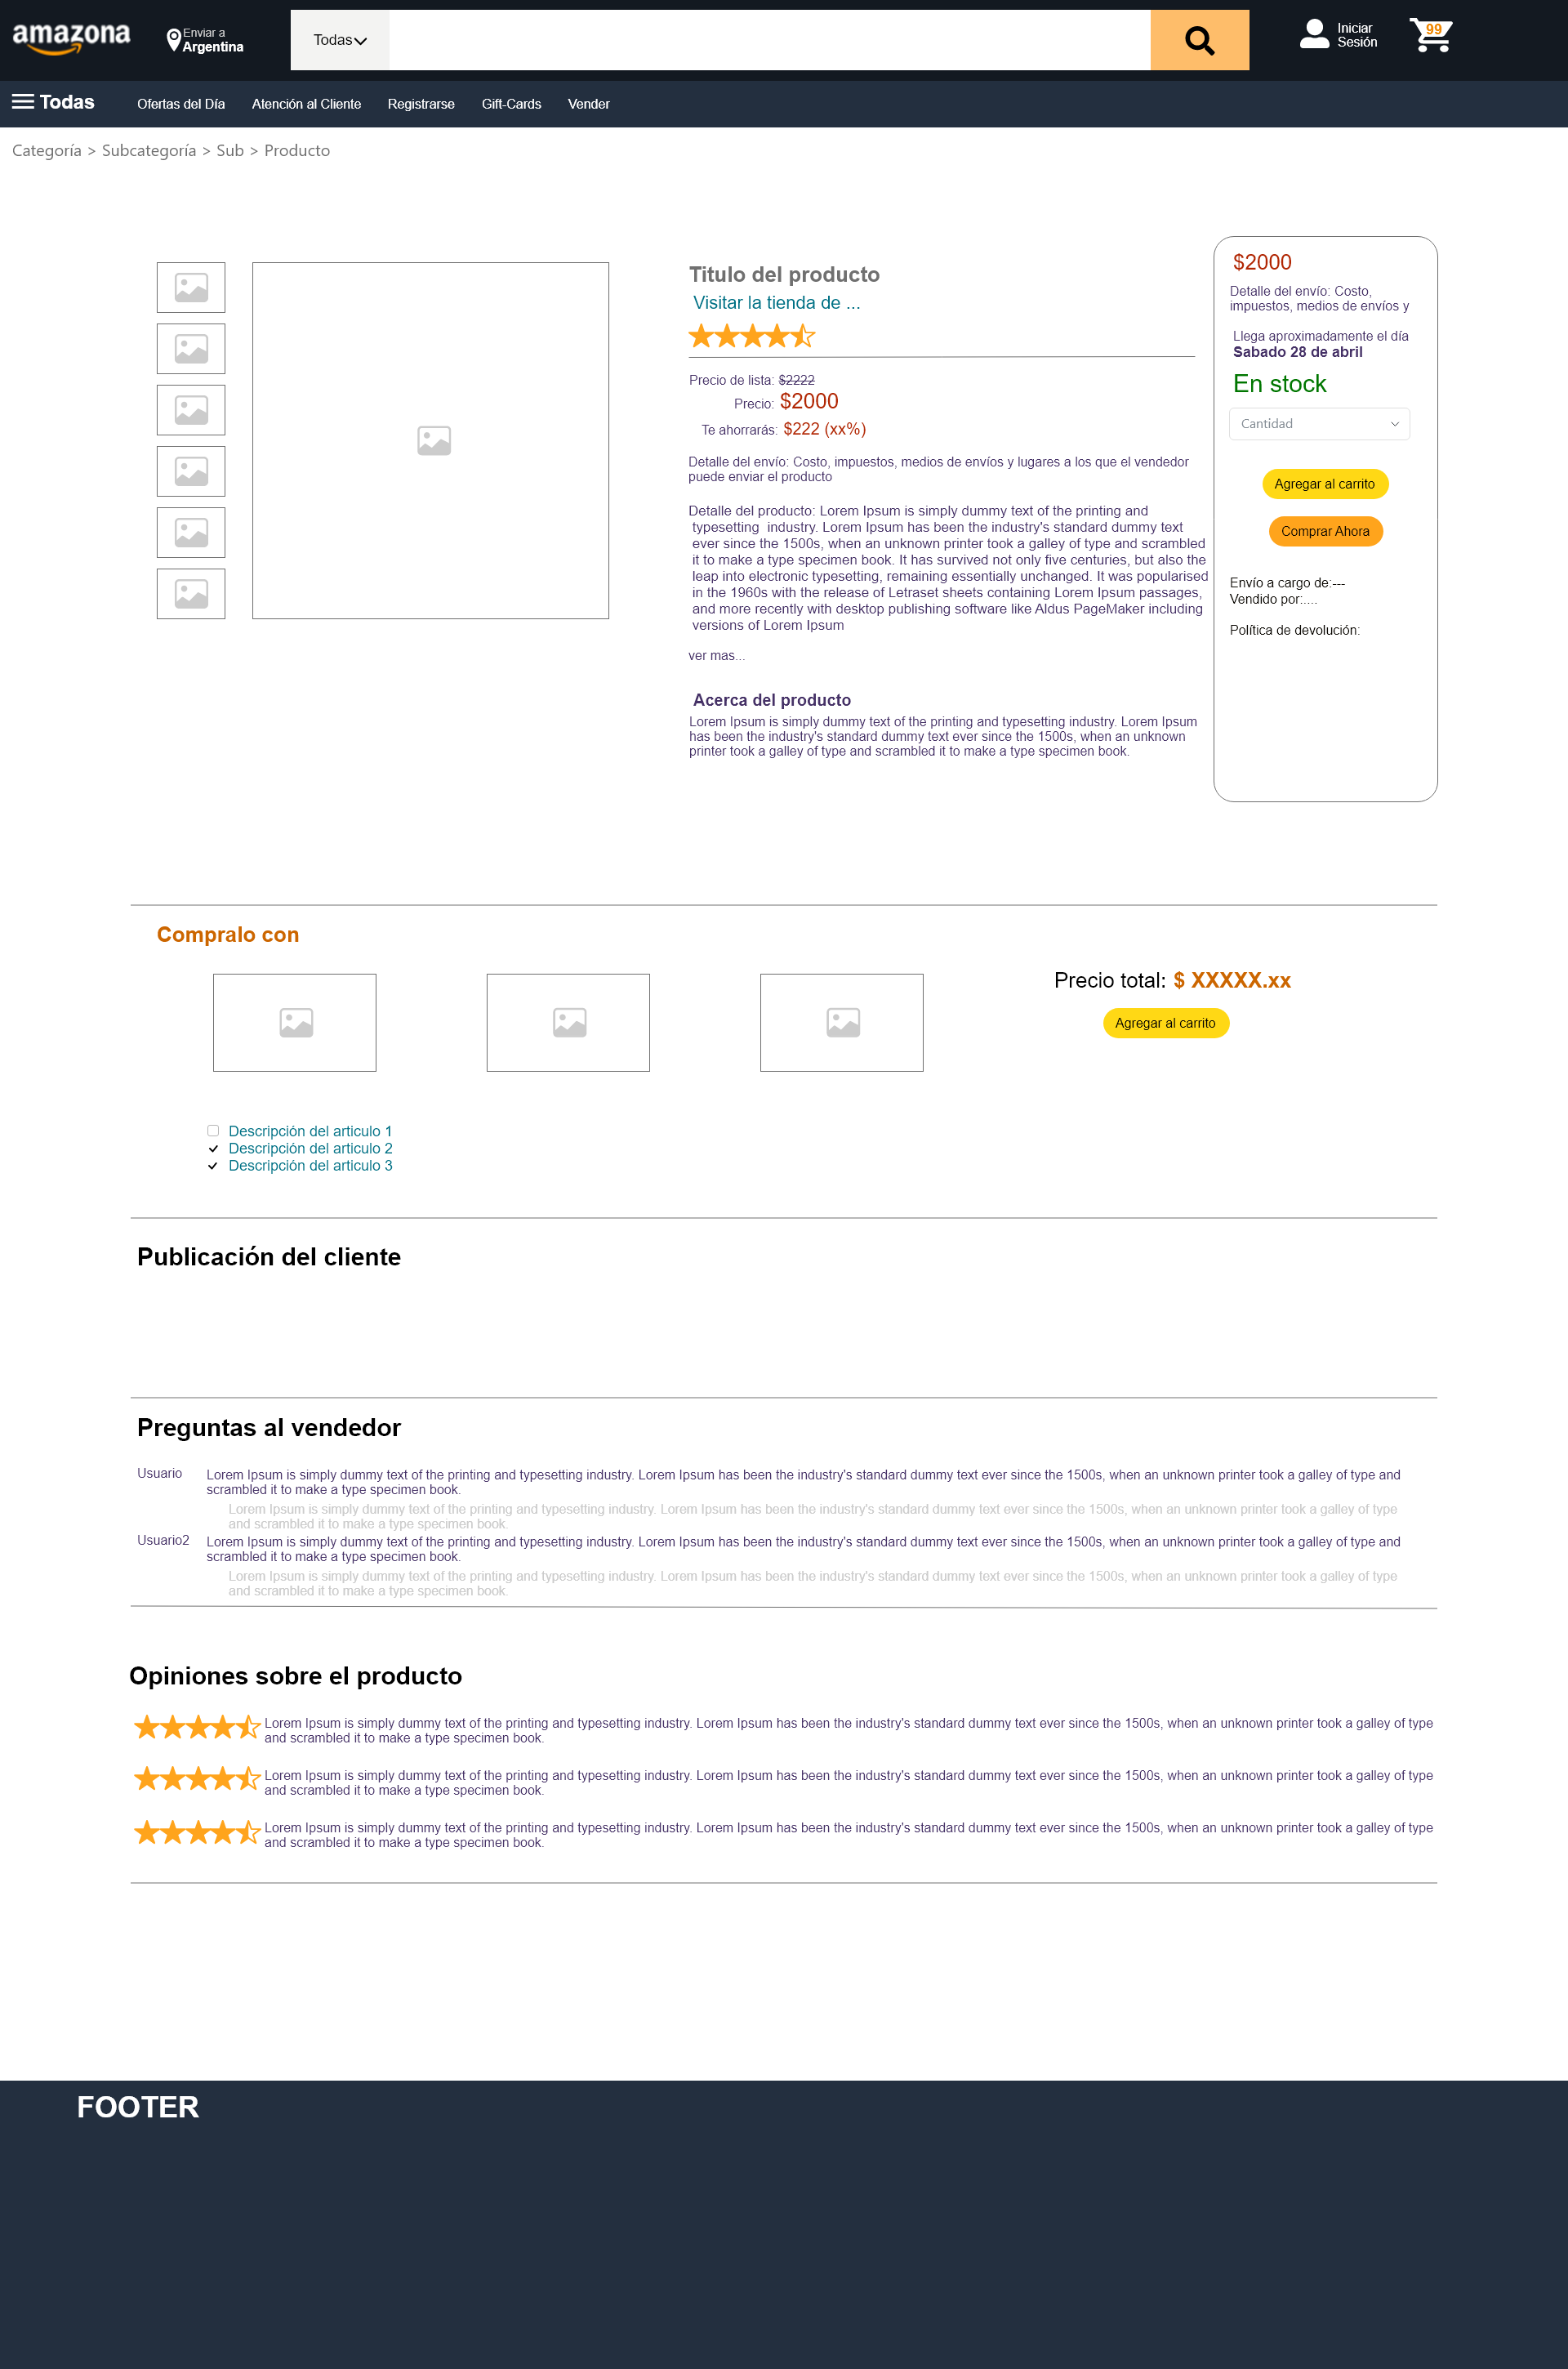 amazona
Enviar a
Argentina
Todas
Iniciar
Sesión
99
Todas
Ofertas del Día
Atención al Cliente
Registrarse
Gift-Cards
Vender
Categoría > Subcategoría > Sub > Producto
Titulo del producto
Visitar la tienda de ...
Precio de lista: $2222
Precio: $2000
Te ahorrarás: $222 (xx%)
Detalle del envío: Costo, impuestos, medios de envíos y lugares a los que el vendedor
puede enviar el producto
Detalle del producto: Lorem Ipsum is simply dummy text of the printing and
typesetting  industry. Lorem Ipsum has been the industry's standard dummy text
ever since the 1500s, when an unknown printer took a galley of type and scrambled
it to make a type specimen book. It has survived not only five centuries, but also the
leap into electronic typesetting, remaining essentially unchanged. It was popularised
in the 1960s with the release of Letraset sheets containing Lorem Ipsum passages,
and more recently with desktop publishing software like Aldus PageMaker including
versions of Lorem Ipsum
ver mas...
Acerca del producto
Lorem Ipsum is simply dummy text of the printing and typesetting industry. Lorem Ipsum
has been the industry's standard dummy text ever since the 1500s, when an unknown
printer took a galley of type and scrambled it to make a type specimen book.
$2000
Detalle del envío: Costo,
impuestos, medios de envíos y
Llega aproximadamente el día
Sabado 28 de abril
En stock
Cantidad
Agregar al carrito
Comprar Ahora
Envío a cargo de:---
Vendido por:....
Política de devolución:
Compralo con
Precio total: $ XXXXX.xx
Agregar al carrito
Descripción del articulo 1
Descripción del articulo 2
Descripción del articulo 3
Publicación del cliente
Preguntas al vendedor
Usuario
Lorem Ipsum is simply dummy text of the printing and typesetting industry. Lorem Ipsum has been the industry's standard dummy text ever since the 1500s, when an unknown printer took a galley of type and
scrambled it to make a type specimen book.
Lorem Ipsum is simply dummy text of the printing and typesetting industry. Lorem Ipsum has been the industry's standard dummy text ever since the 1500s, when an unknown printer took a galley of type
and scrambled it to make a type specimen book.
Usuario2
Lorem Ipsum is simply dummy text of the printing and typesetting industry. Lorem Ipsum has been the industry's standard dummy text ever since the 1500s, when an unknown printer took a galley of type and
scrambled it to make a type specimen book.
Lorem Ipsum is simply dummy text of the printing and typesetting industry. Lorem Ipsum has been the industry's standard dummy text ever since the 1500s, when an unknown printer took a galley of type
and scrambled it to make a type specimen book.
Opiniones sobre el producto
Lorem Ipsum is simply dummy text of the printing and typesetting industry. Lorem Ipsum has been the industry's standard dummy text ever since the 1500s, when an unknown printer took a galley of type
and scrambled it to make a type specimen book.
Lorem Ipsum is simply dummy text of the printing and typesetting industry. Lorem Ipsum has been the industry's standard dummy text ever since the 1500s, when an unknown printer took a galley of type
and scrambled it to make a type specimen book.
Lorem Ipsum is simply dummy text of the printing and typesetting industry. Lorem Ipsum has been the industry's standard dummy text ever since the 1500s, when an unknown printer took a galley of type
and scrambled it to make a type specimen book.
FOOTER